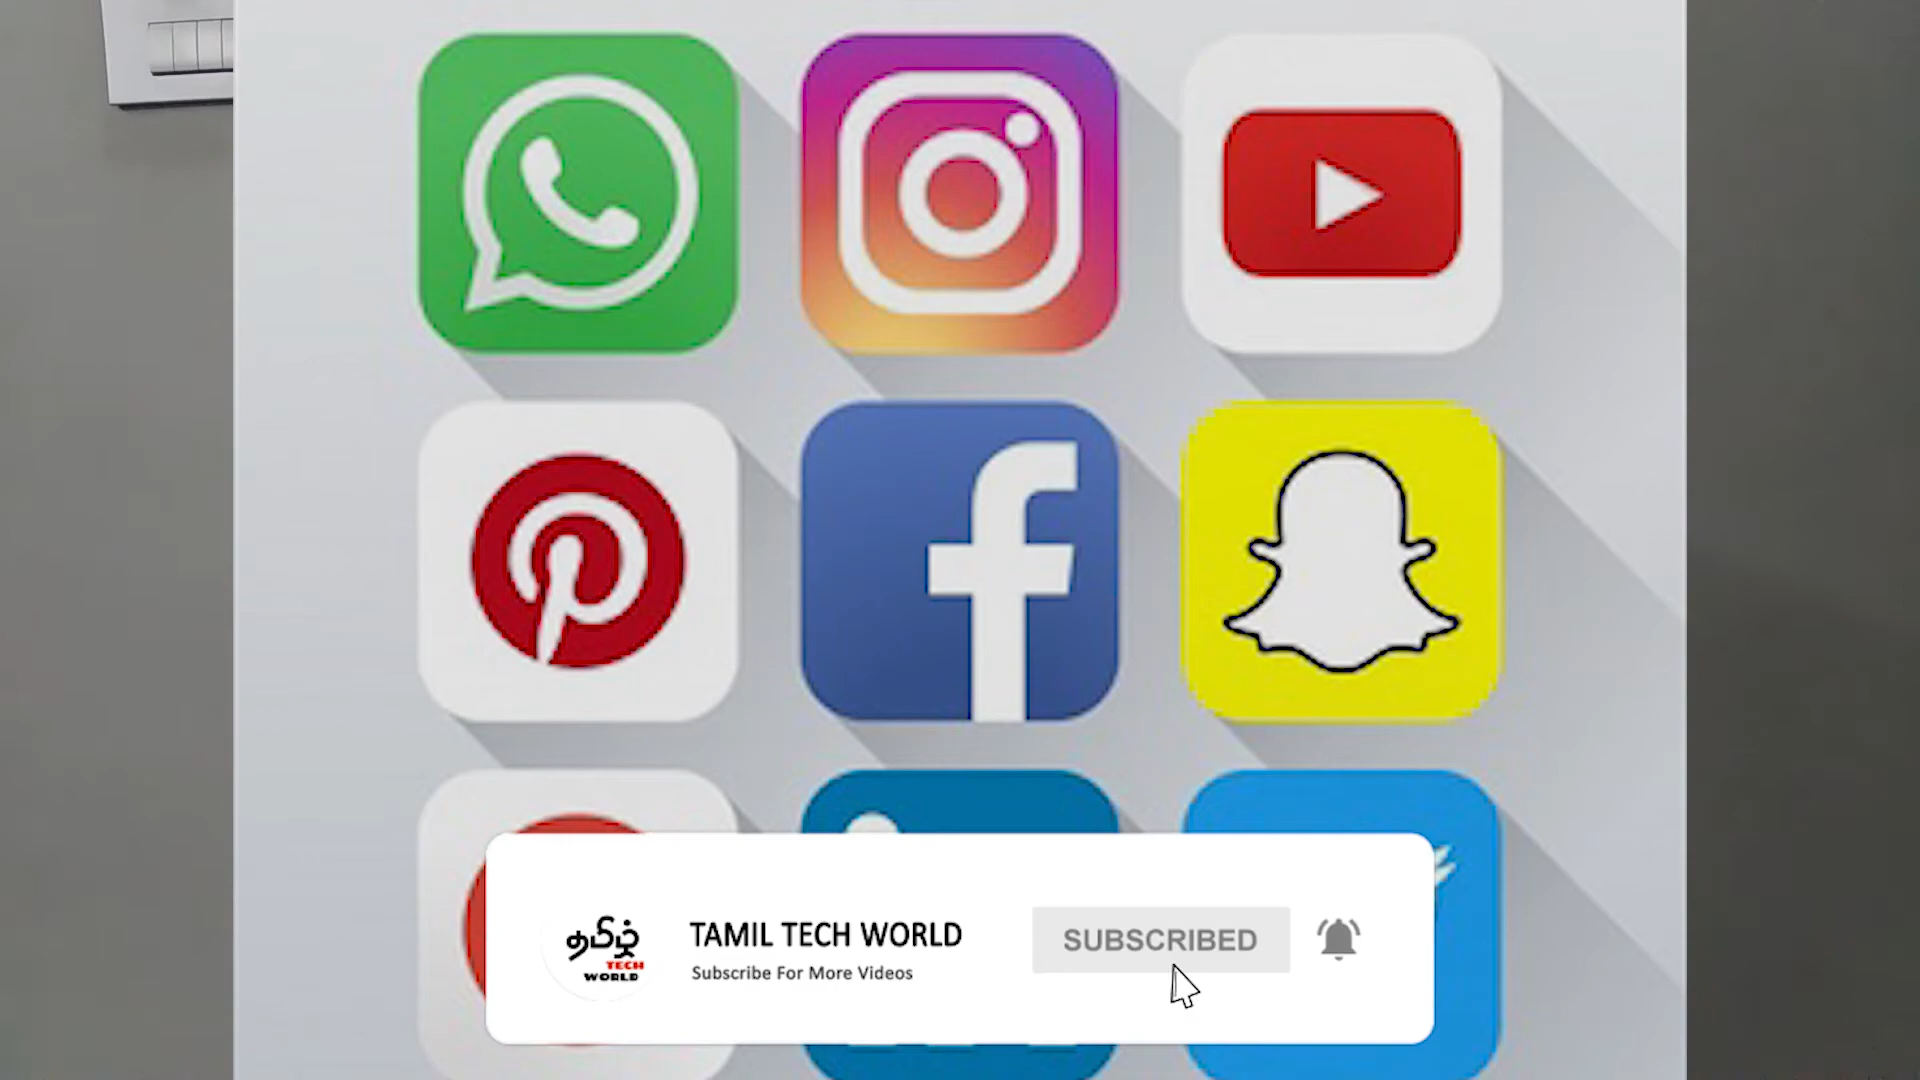 தமிழ்
TECH
WORLD
TAMIL TECH WORLD
Subscribe For More Videos
SUBSCRIBED